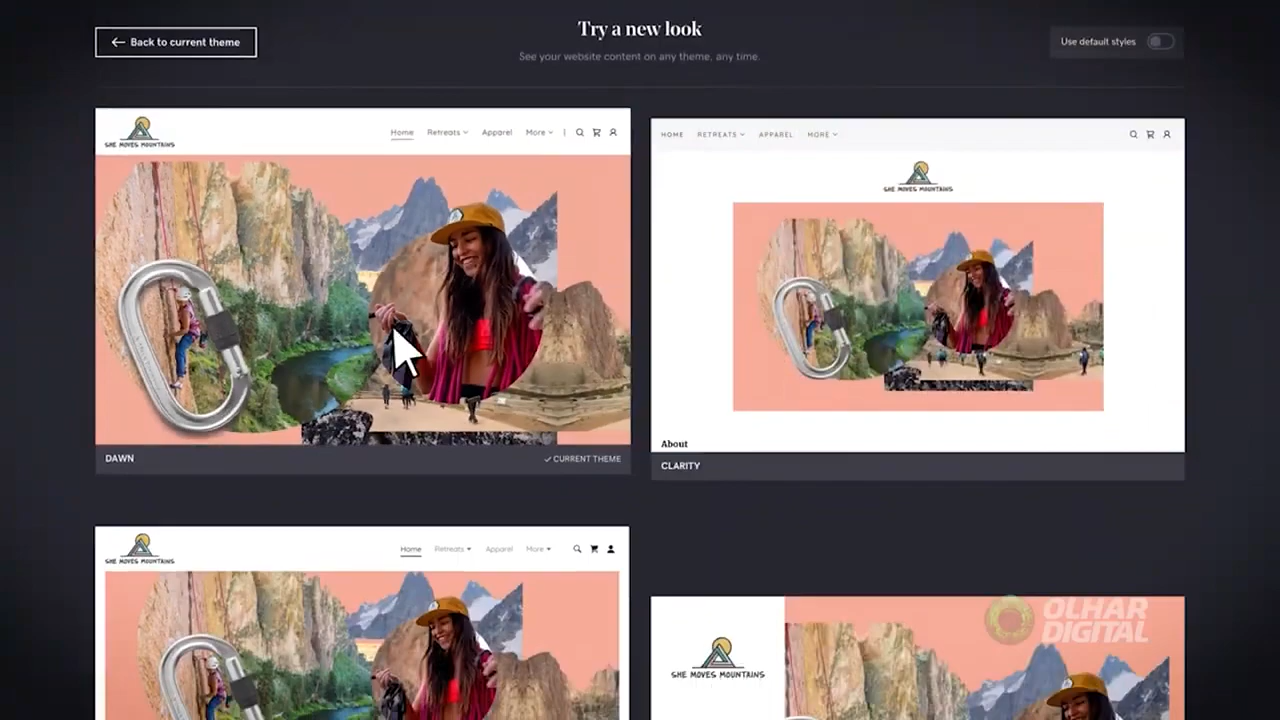 Try a new look
← Back to current theme
Use default styles
See your website content on any theme, any time.
SHE MOVES MOUNTAINS
Home Retreats Apparel More
HOME RETREATS APPAREL MORE
SHE MOVES MOUNTAINS
About
DAWN
✓ CURRENT THEME
CLARITY
SHE MOVES MOUNTAINS
Home Retreats Apparel More
SHE MOVES MOUNTAINS
OLHAR
DIGITAL